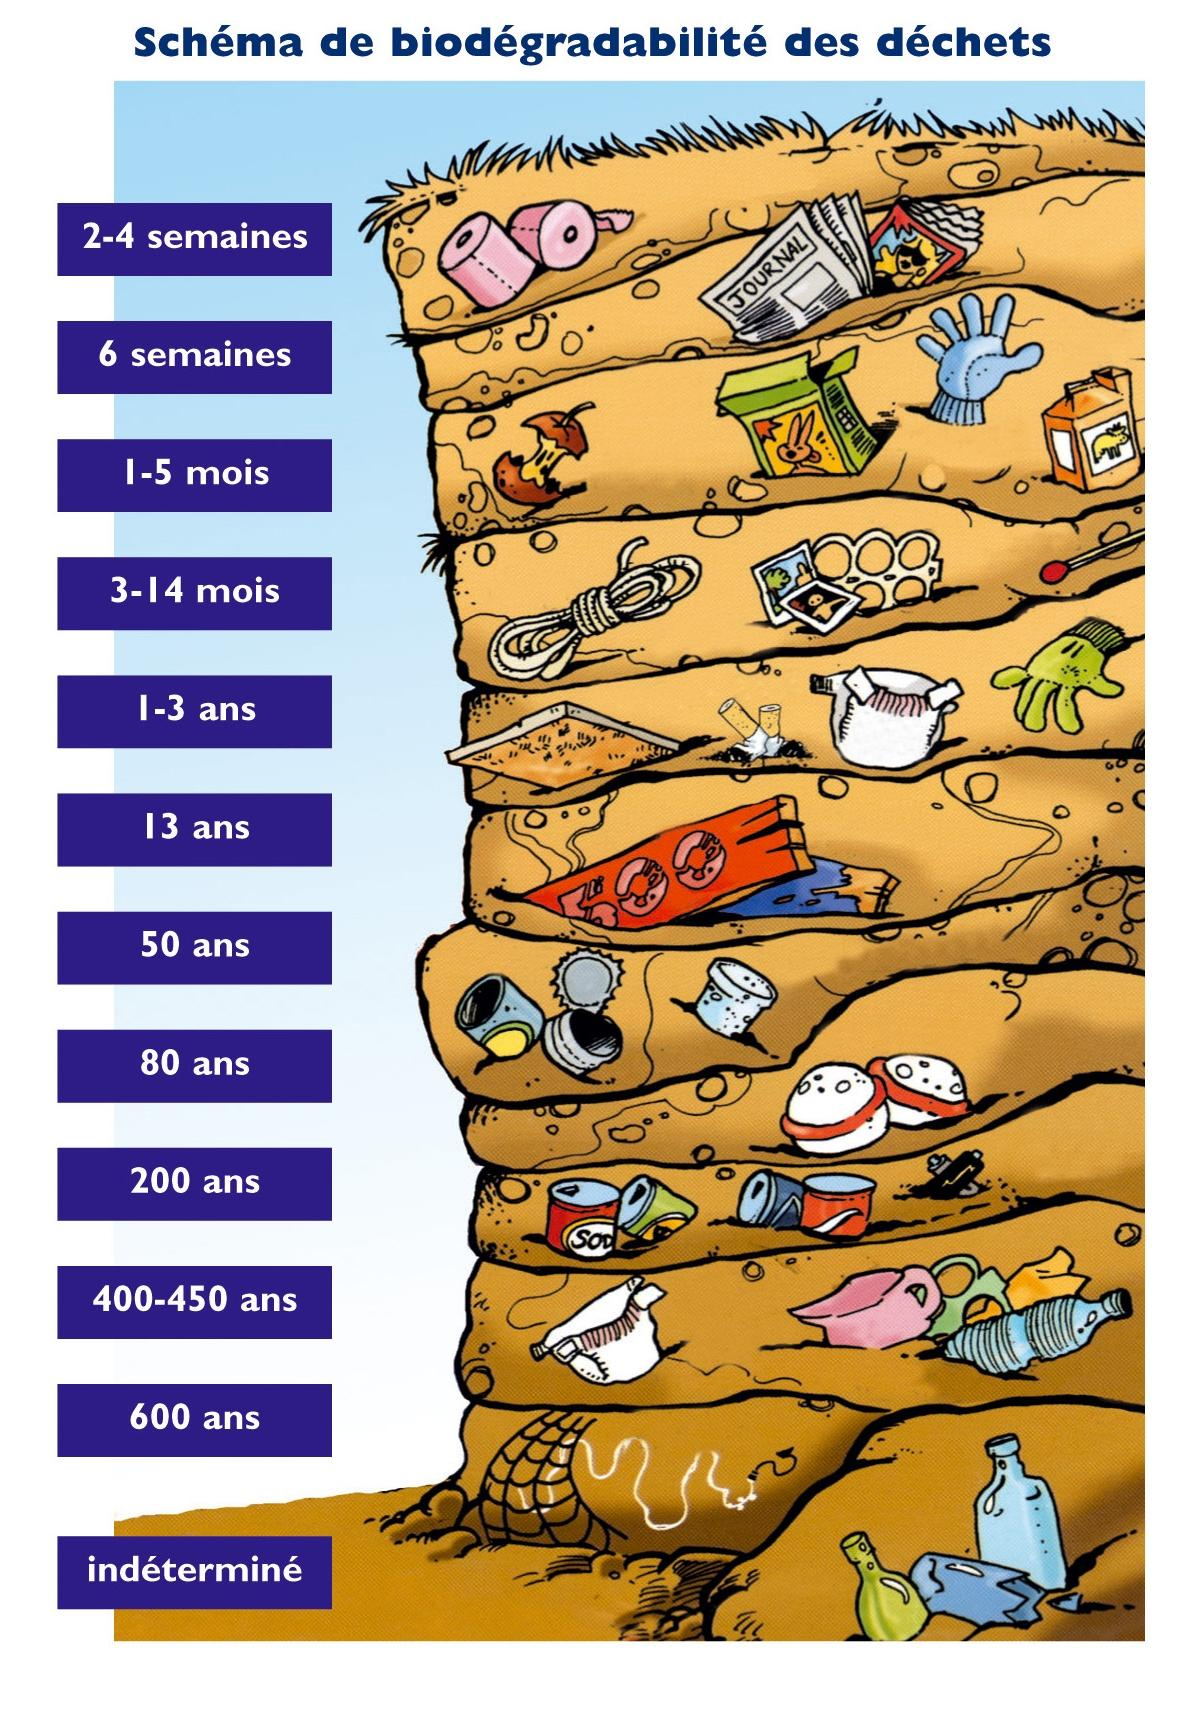 Schéma de biodégradabilité des déchets
2-4 semaines
JOURNAL
6 semaines
1-5 mois
3-14 mois
1-3 ans
13 ans
50 ans
80 ans
200 ans
SOD
400-450 ans
600 ans
indéterminé